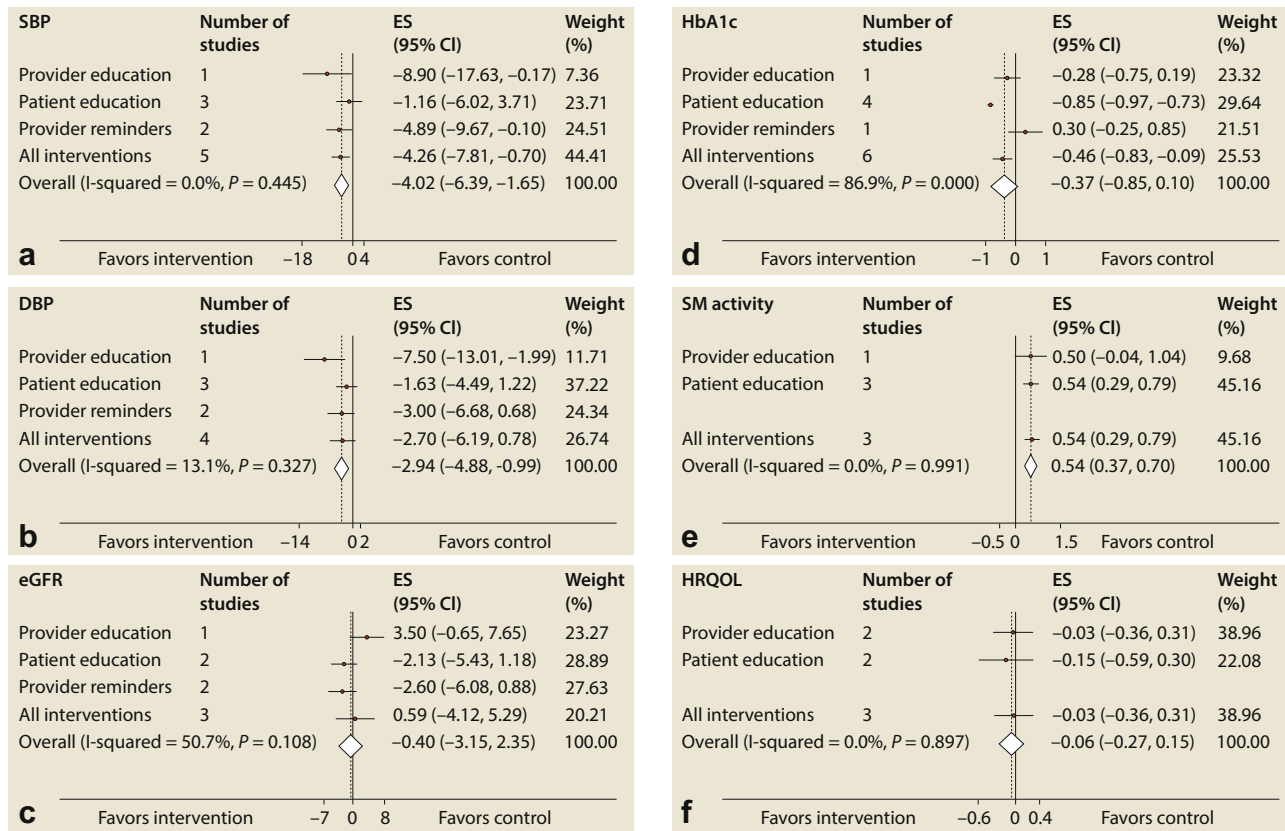 SBP Number of studies ES (95% CI) Weight (%)
Provider education 1 −8.90 (−17.63, −0.17) 7.36
Patient education 3 −1.16 (−6.02, 3.71) 23.71
Provider reminders 2 −4.89 (−9.67, −0.10) 24.51
All interventions 5 −4.26 (−7.81, −0.70) 44.41
Overall (I-squared = 0.0%, P = 0.445) −4.02 (−6.39, −1.65) 100.00
a Favors intervention −18 0 4 Favors control
DBP Number of studies ES (95% CI) Weight (%)
Provider education 1 −7.50 (−13.01, −1.99) 11.71
Patient education 3 −1.63 (−4.49, 1.22) 37.22
Provider reminders 2 −3.00 (−6.68, 0.68) 24.34
All interventions 4 −2.70 (−6.19, 0.78) 26.74
Overall (I-squared = 13.1%, P = 0.327) −2.94 (−4.88, −0.99) 100.00
b Favors intervention −14 0 2 Favors control
eGFR Number of studies ES (95% CI) Weight (%)
Provider education 1 3.50 (−0.65, 7.65) 23.27
Patient education 2 −2.13 (−5.43, 1.18) 28.89
Provider reminders 2 −2.60 (−6.08, 0.88) 27.63
All interventions 3 0.59 (−4.12, 5.29) 20.21
Overall (I-squared = 50.7%, P = 0.108) −0.40 (−3.15, 2.35) 100.00
c Favors intervention −7 0 8 Favors control
HbA1c Number of studies ES (95% CI) Weight (%)
Provider education 1 −0.28 (−0.75, 0.19) 23.32
Patient education 4 −0.85 (−0.97, −0.73) 29.64
Provider reminders 1 0.30 (−0.25, 0.85) 21.51
All interventions 6 −0.46 (−0.83, −0.09) 25.53
Overall (I-squared = 86.9%, P = 0.000) −0.37 (−0.85, 0.10) 100.00
d Favors intervention −1 0 1 Favors control
SM activity Number of studies ES (95% CI) Weight (%)
Provider education 1 0.50 (−0.04, 1.04) 9.68
Patient education 3 0.54 (0.29, 0.79) 45.16
All interventions 3 0.54 (0.29, 0.79) 45.16
Overall (I-squared = 0.0%, P = 0.991) 0.54 (0.37, 0.70) 100.00
e Favors intervention −0.5 0 1.5 Favors control
HRQOL Number of studies ES (95% CI) Weight (%)
Provider education 2 −0.03 (−0.36, 0.31) 38.96
Patient education 2 −0.15 (−0.59, 0.30) 22.08
All interventions 3 −0.03 (−0.36, 0.31) 38.96
Overall (I-squared = 0.0%, P = 0.897) −0.06 (−0.27, 0.15) 100.00
f Favors intervention −0.6 0 0.4 Favors control